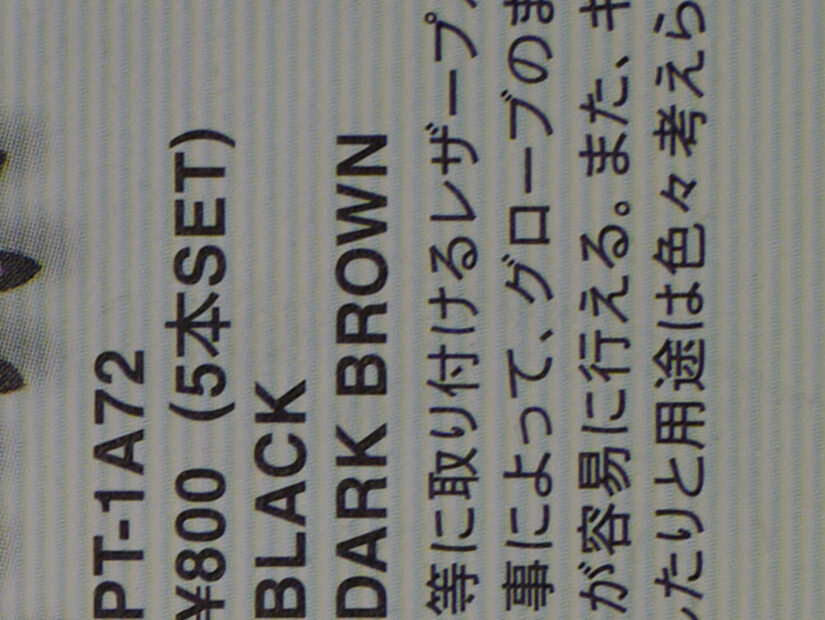 PT-1A72
¥800 (5本SET)
BLACK
DARK BROWN
等に取り付けるレザープ
事によって、グローブのま
が容易に行える。また、キ
たりと用途は色々考えら